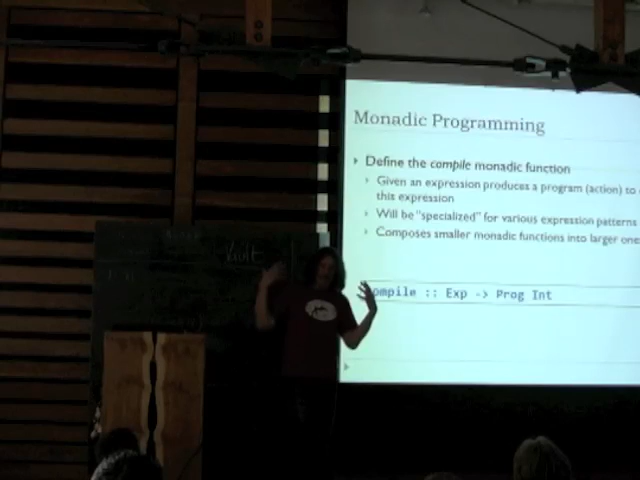 Monadic Programming
Define the compile monadic function
Given an expression produces a program (action) to
this expression
Will be "specialized" for various expression patterns
Composes smaller monadic functions into larger one
ompile :: Exp -> Prog Int
Vault